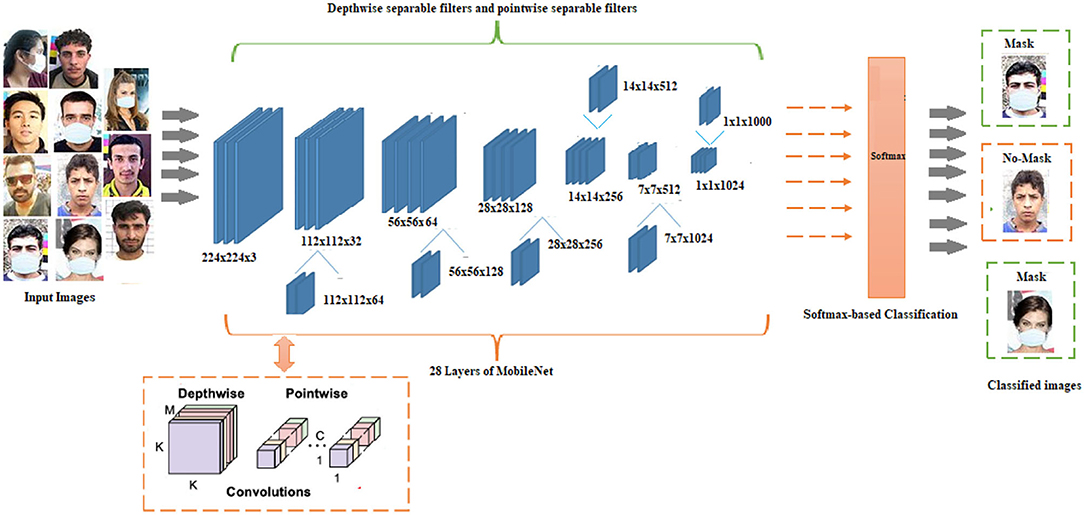 Depthwise separable filters and pointwise separable filters
Input Images
224x224x3
112x112x32
112x112x64
56x56x64
56x56x128
28x28x128
28x28x256
14x14x512
14x14x256
7x7x512
7x7x1024
1x1x1000
1x1x1024
28 Layers of MobileNet
Softmax
Softmax-based Classification
Mask
No-Mask
Mask
Classified images
Depthwise
Pointwise
M
K
K
C
...
1
1
Convolutions